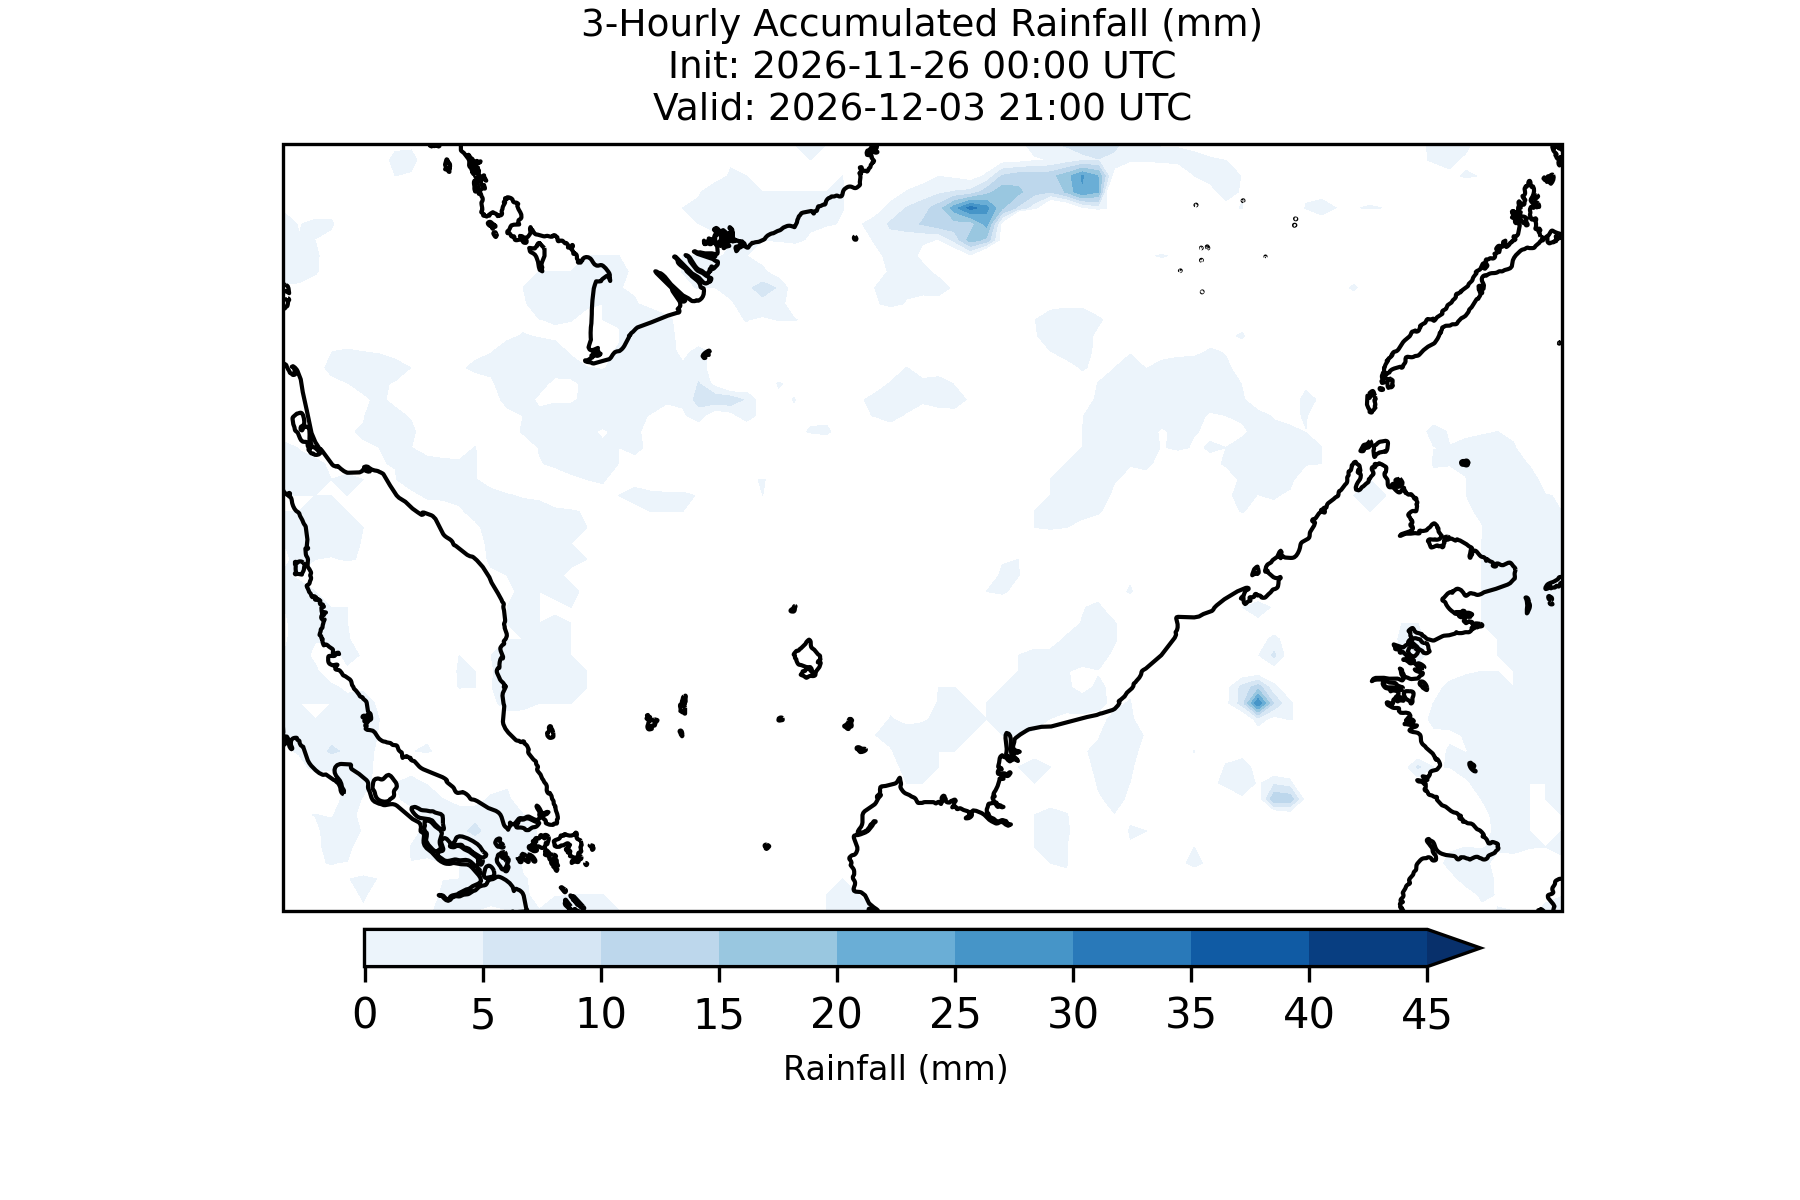 3-Hourly Accumulated Rainfall (mm)
Init: 2026-11-26 00:00 UTC
Valid: 2026-12-03 21:00 UTC
0 5 10 15 20 25 30 35 40 45
Rainfall (mm)